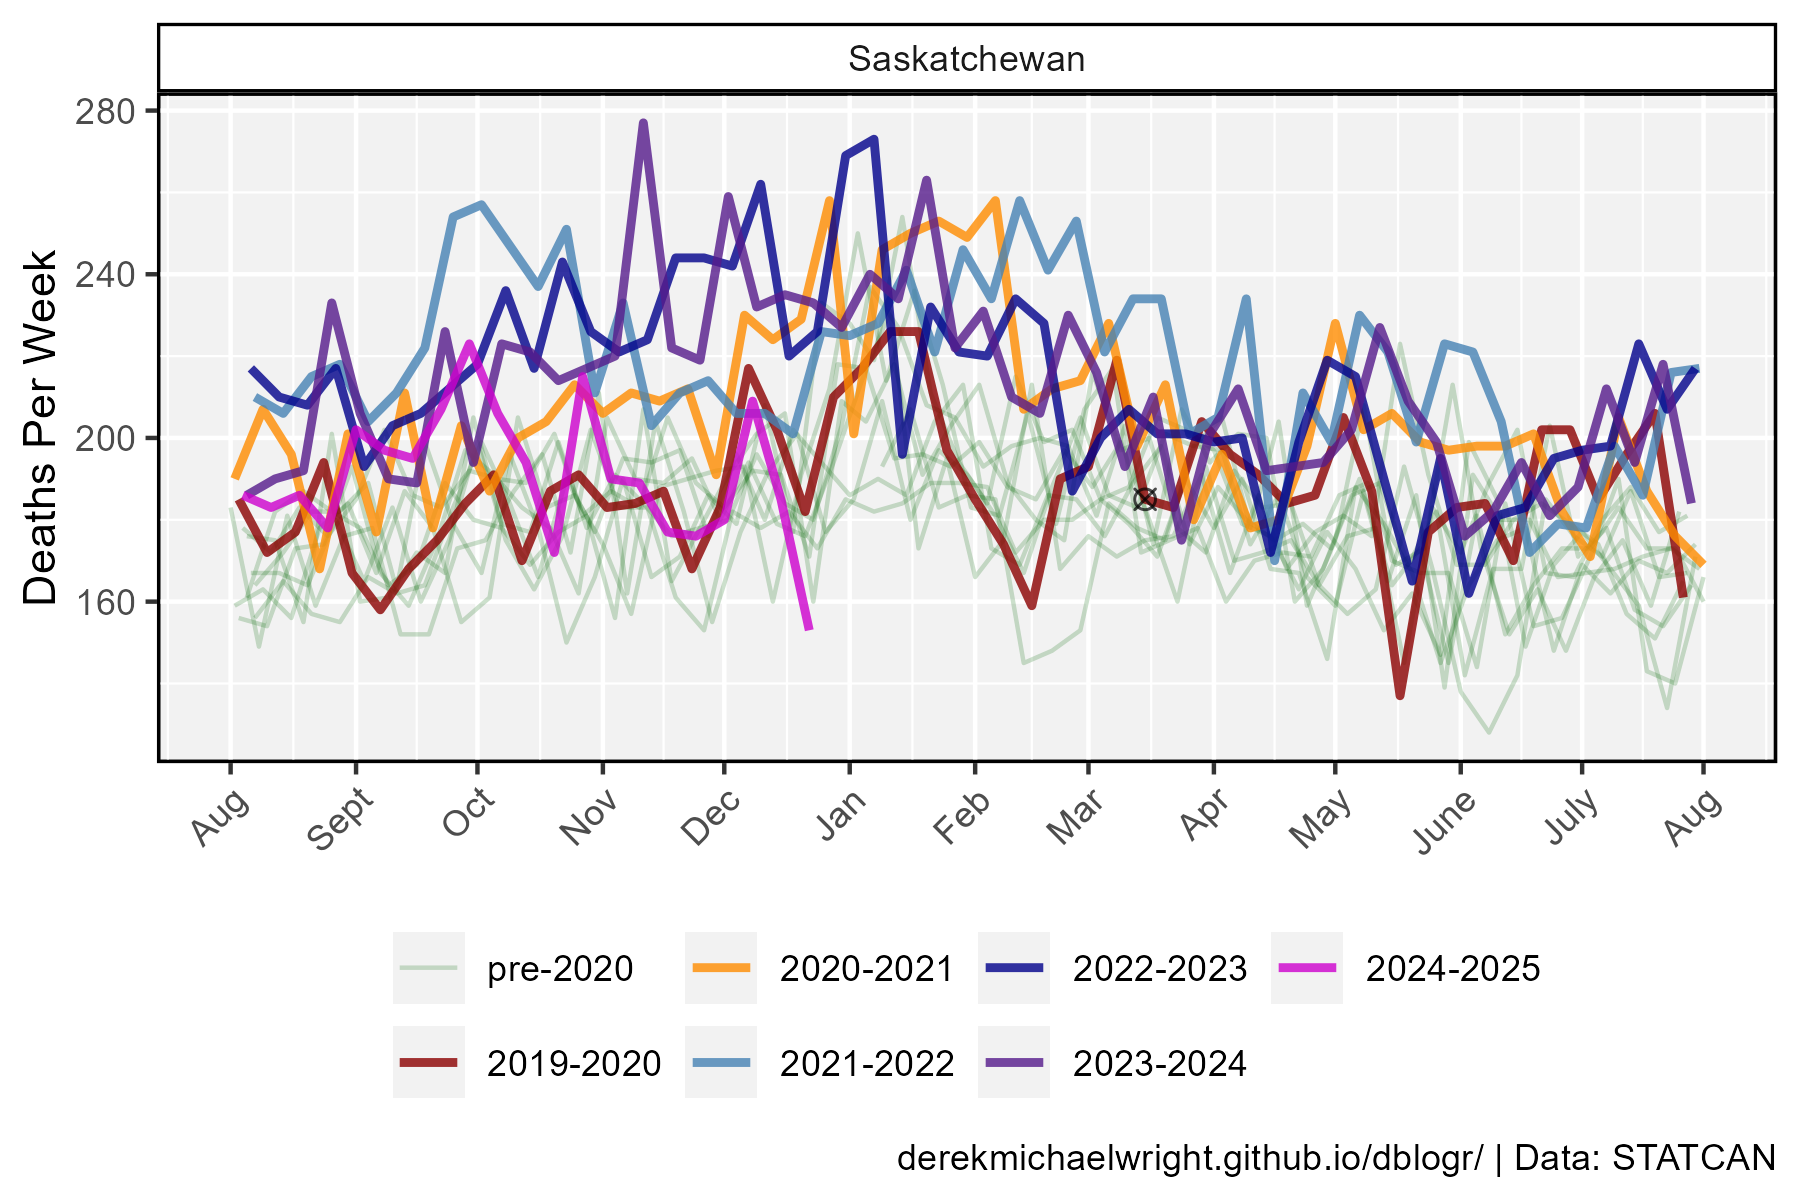 Saskatchewan
Deaths Per Week
280
240
200
160
Aug
Sept
Oct
Nov
Dec
Jan
Feb
Mar
Apr
May
June
July
Aug
pre-2020
2020-2021
2022-2023
2024-2025
2019-2020
2021-2022
2023-2024
derekmichaelwright.github.io/dblogr/ | Data: STATCAN